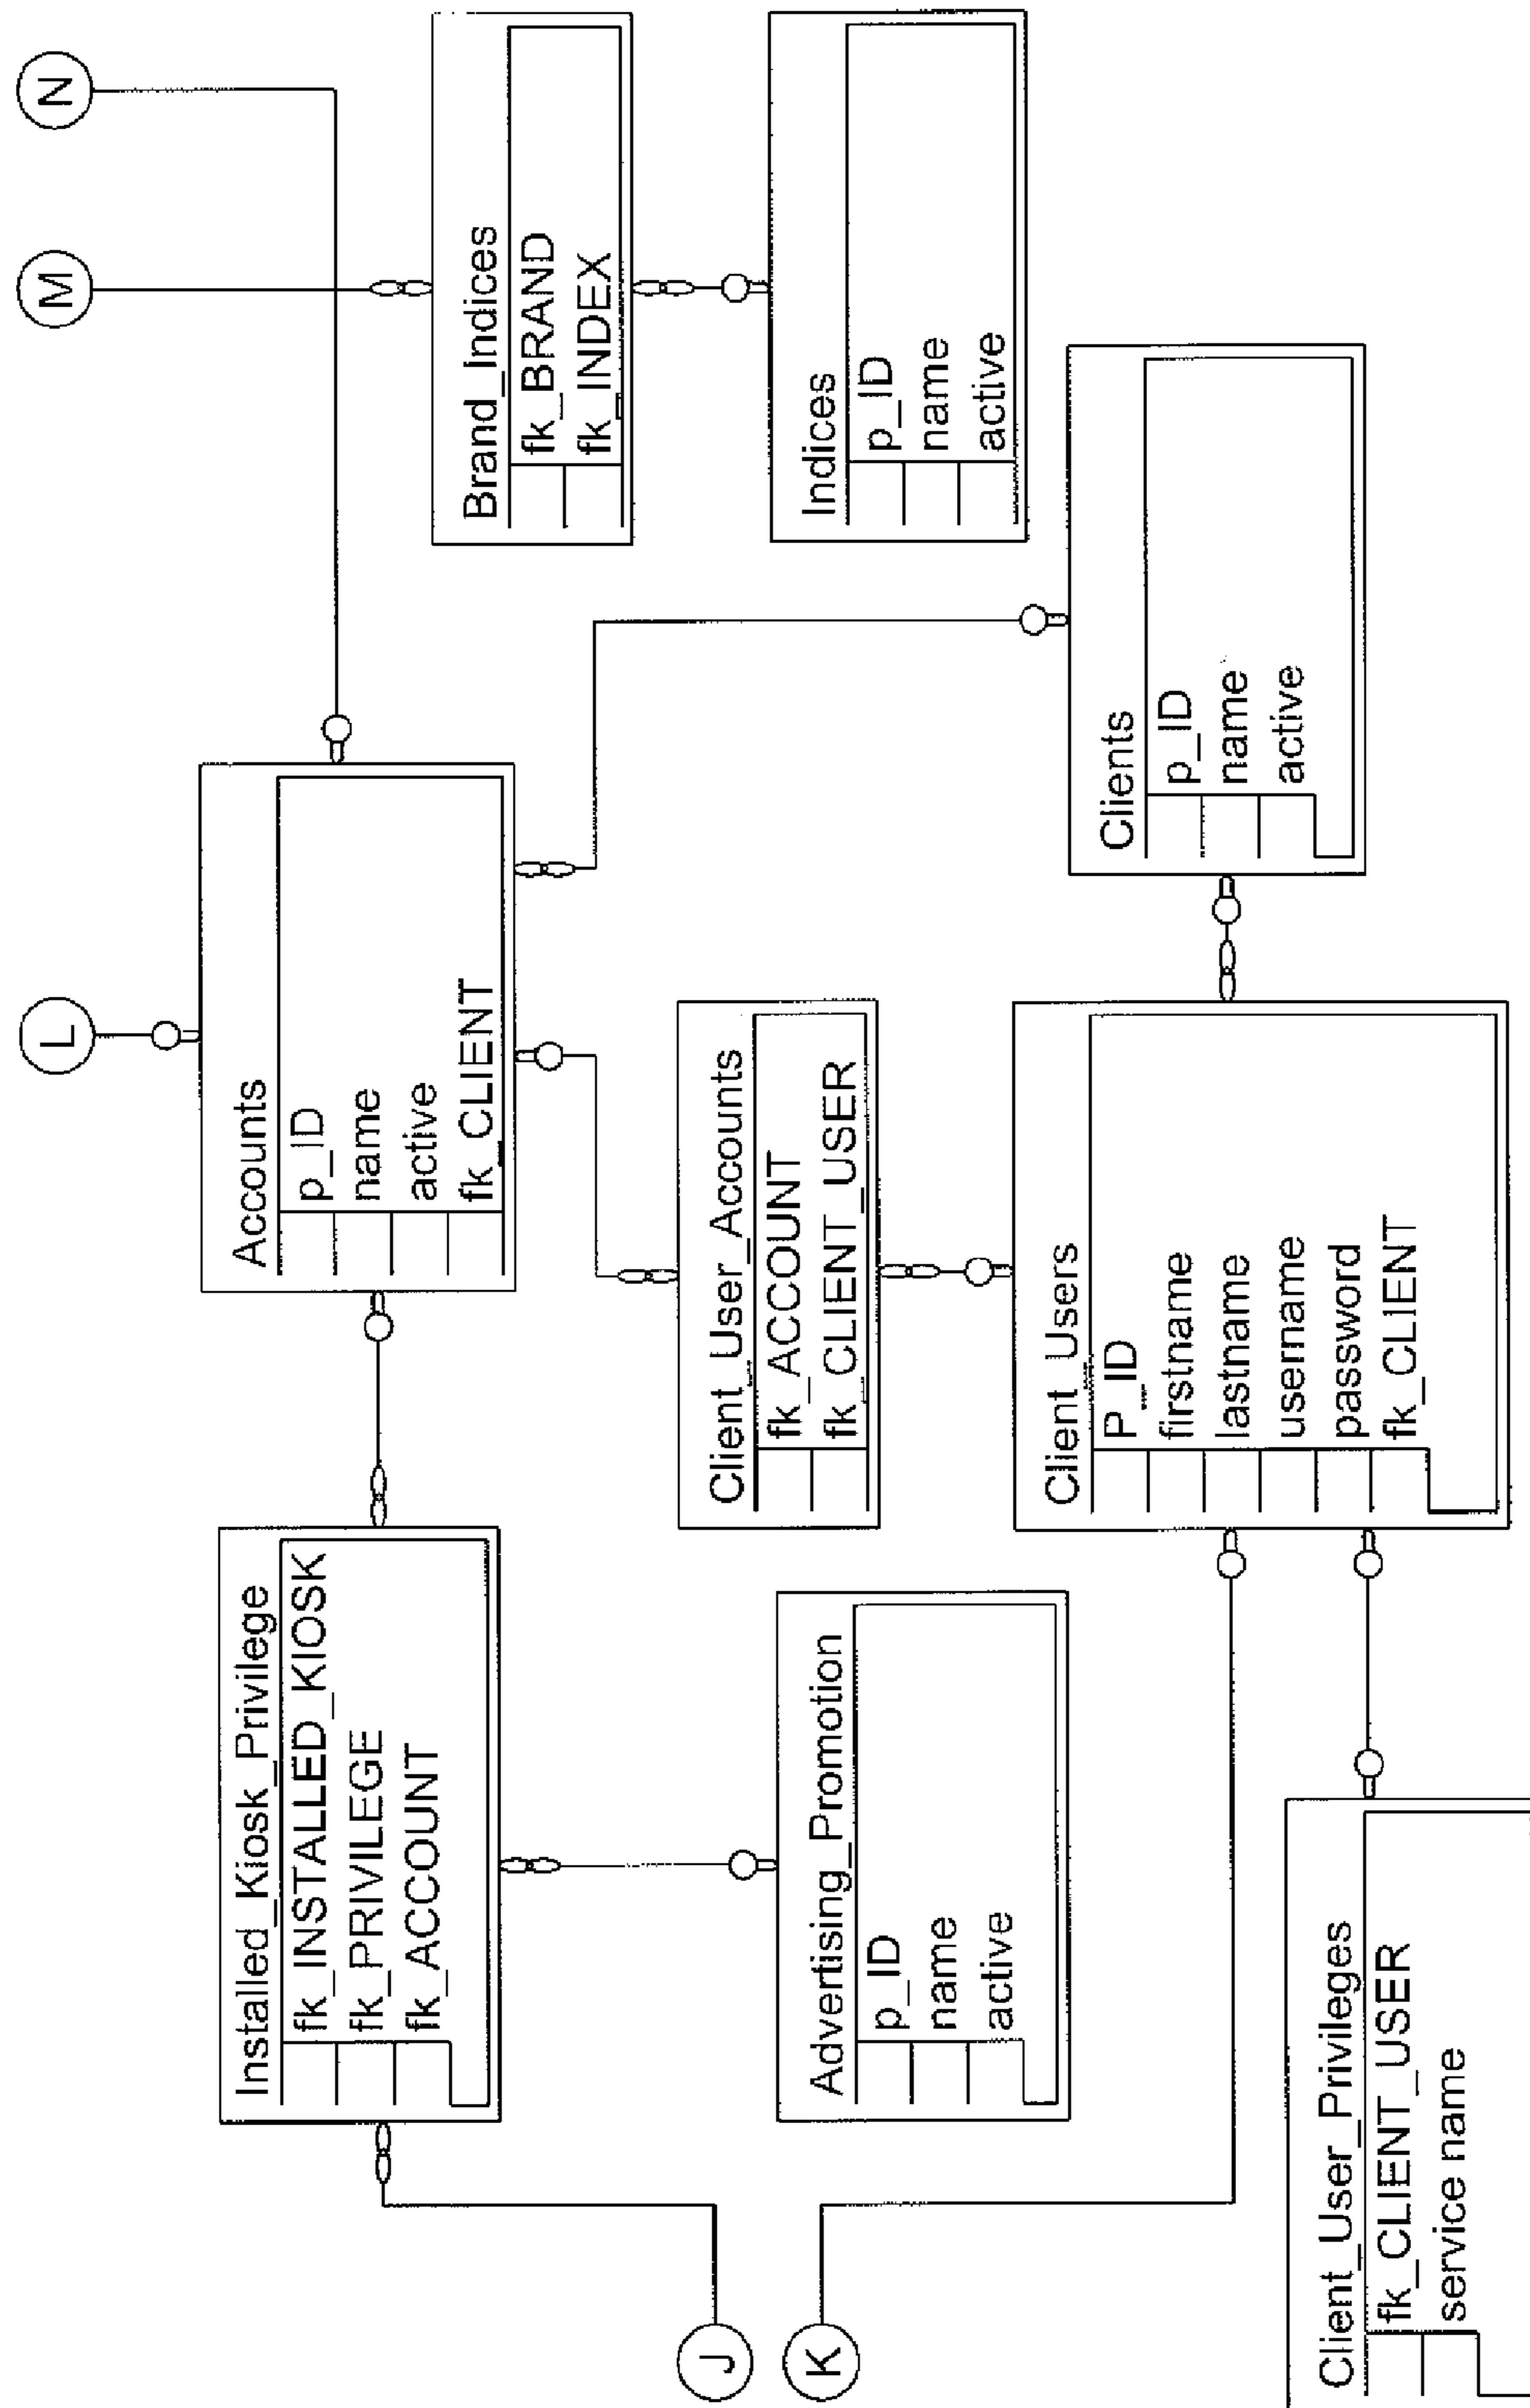 L
M
N
Installed_Kiosk_Privilege
fk_INSTALLED_KIOSK
fk_PRIVILEGE
fk_ACCOUNT
Accounts
p_ID
name
active
fk_CLIENT
Brand_Indices
fk_BRAND
fk_INDEX
J
K
Advertising_Promotion
p_ID
name
active
Client_User_Accounts
fk_ACCOUNT
fk_CLIENT_USER
Indices
p_ID
name
active
Client_Users
P_ID
firstname
lastname
username
password
fk_CLIENT
Clients
p_ID
name
active
Client_User_Privileges
fk_CLIENT_USER
service name